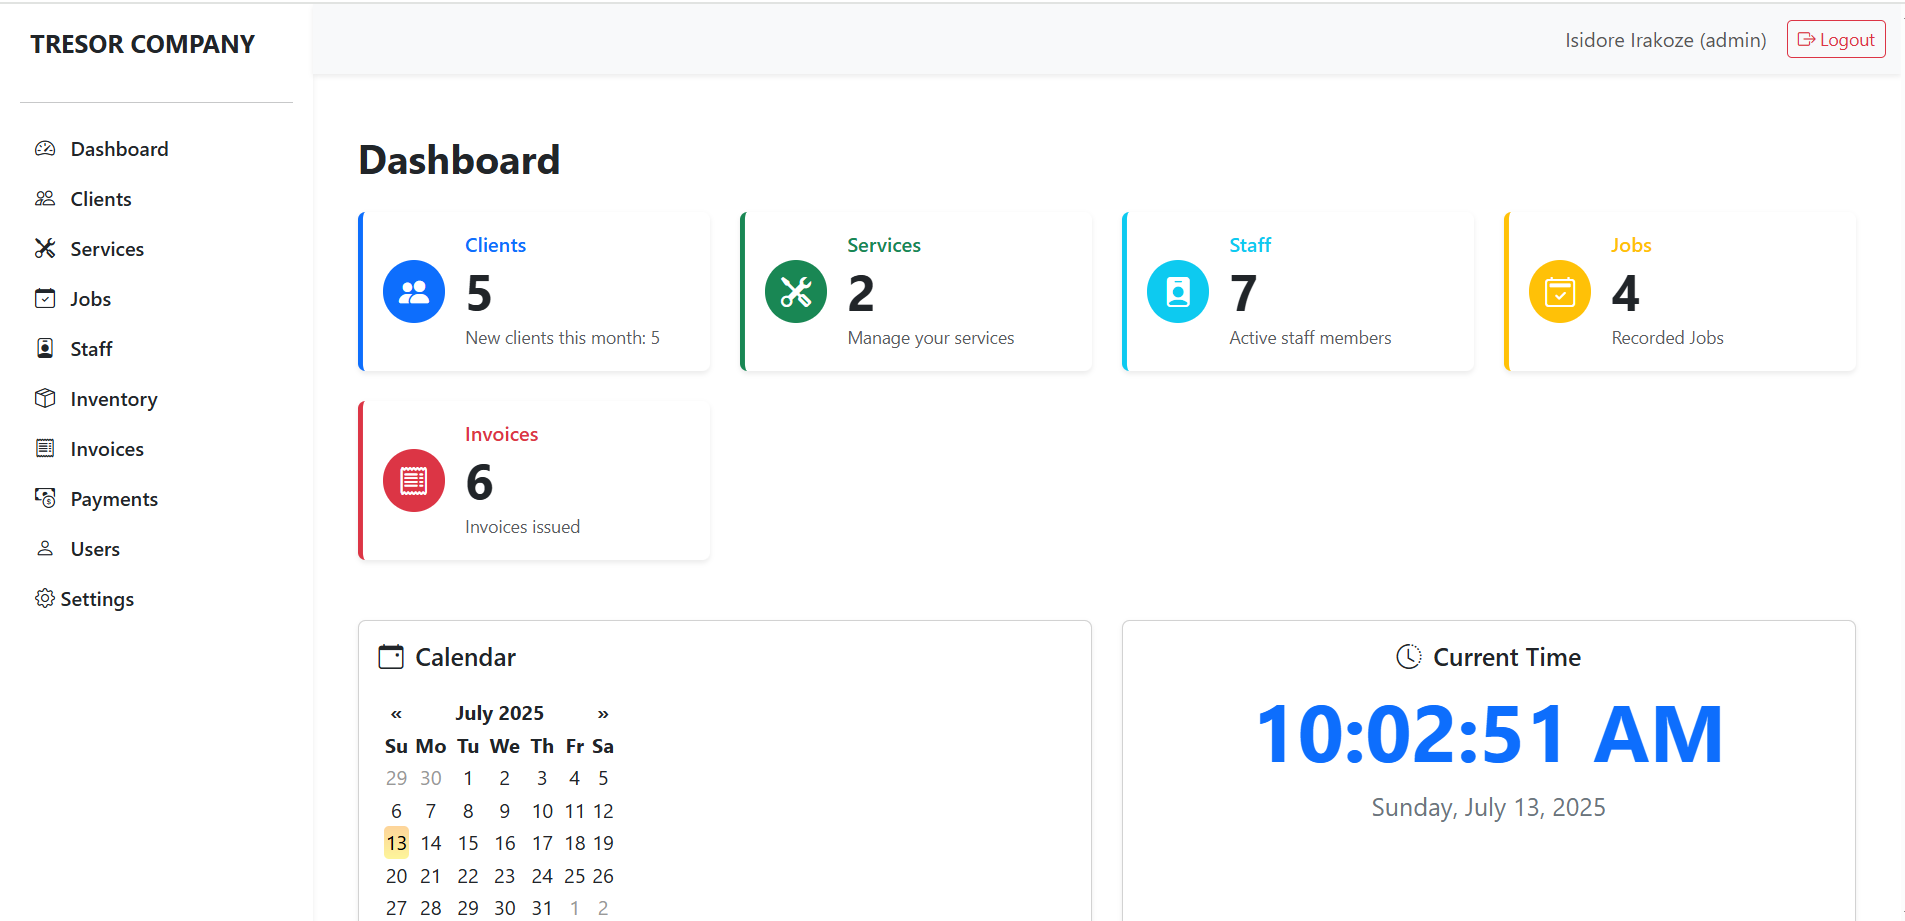 TRESOR COMPANY
Isidore Irakoze (admin)
Logout
Dashboard
Clients
Services
Jobs
Staff
Inventory
Invoices
Payments
Users
Settings
Dashboard
Clients
5
New clients this month: 5
Services
2
Manage your services
Staff
7
Active staff members
Jobs
4
Recorded Jobs
Invoices
6
Invoices issued
Calendar
« July 2025 »
Su Mo Tu We Th Fr Sa
29 30 1 2 3 4 5
6 7 8 9 10 11 12
13 14 15 16 17 18 19
20 21 22 23 24 25 26
27 28 29 30 31 1 2
Current Time
10:02:51 AM
Sunday, July 13, 2025